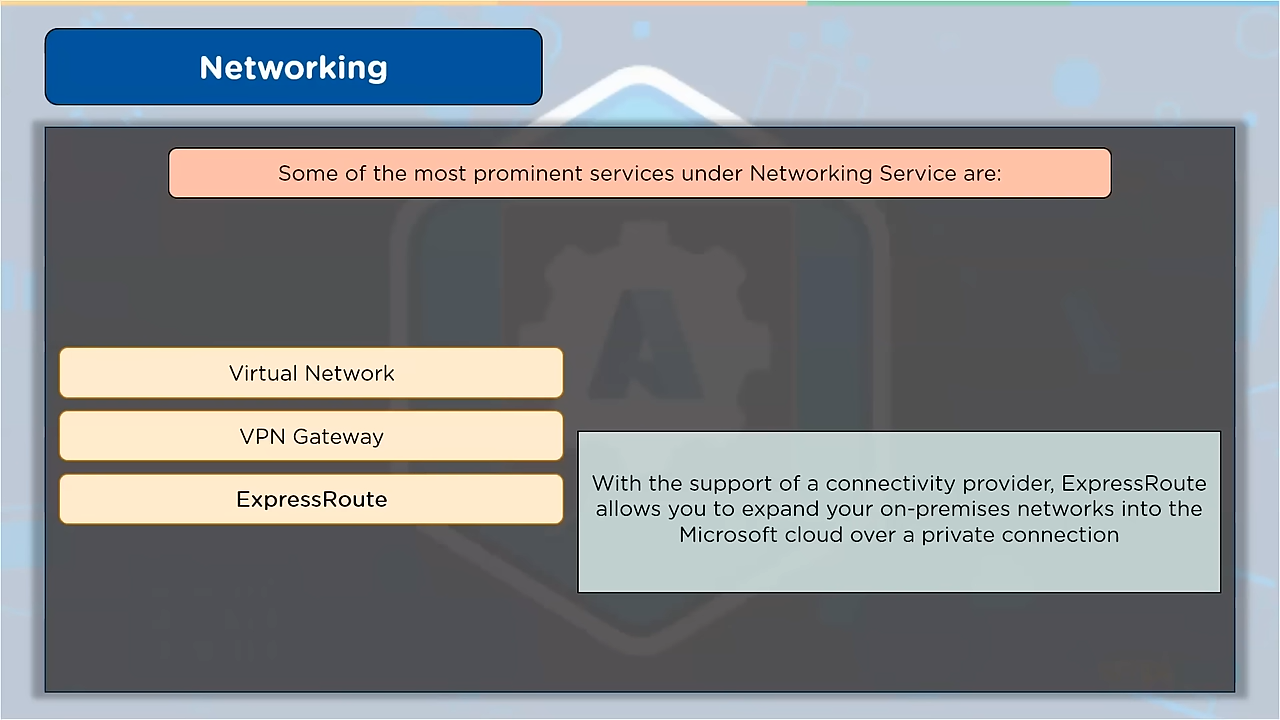 Networking
Some of the most prominent services under Networking Service are:
Virtual Network
VPN Gateway
ExpressRoute
With the support of a connectivity provider, ExpressRoute
allows you to expand your on-premises networks into the
Microsoft cloud over a private connection